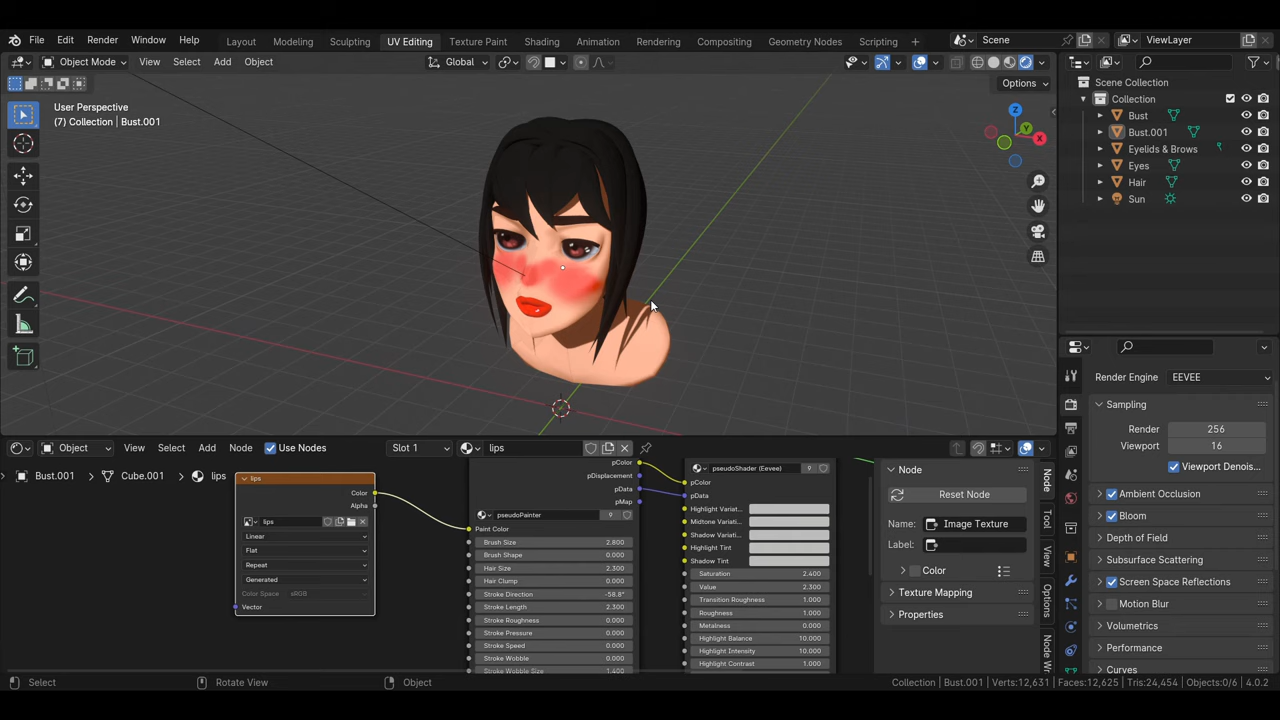 File Edit Render Window Help Layout Modeling Sculpting UV Editing Texture Paint Shading Animation Rendering Compositing Geometry Nodes Scripting + Scene ViewLayer
Object Mode View Select Add Object Global
Options
User Perspective
(7) Collection | Bust.001
Z
Y
X
Scene Collection
Collection
Bust
Bust.001
Eyelids & Brows
Eyes
Hair
Sun
Render Engine EEVEE
Sampling
Render 256
Viewport 16
Viewport Denois...
Ambient Occlusion
Bloom
Depth of Field
Subsurface Scattering
Screen Space Reflections
Motion Blur
Volumetrics
Performance
Curves
Object View Select Add Node Use Nodes Slot 1 lips
Bust.001 Cube.001 lips
lips
Color
Alpha
lips
Linear
Flat
Repeat
Generated
Color Space sRGB
Vector
pColor
pDisplacement
pData
pMap
pseudoPainter 9
Paint Color
Brush Size 2.800
Brush Shape 0.000
Hair Size 2.300
Hair Clump 0.000
Stroke Direction -58.8°
Stroke Length 2.300
Stroke Roughness 0.000
Stroke Pressure 0.000
Stroke Speed 0.000
Stroke Wobble 0.000
Stroke Wobble Size 1.400
pseudoShader (Eevee) 9
pColor
pData
Highlight Variat...
Midtone Variati...
Shadow Variati...
Highlight Tint
Shadow Tint
Saturation 2.400
Value 2.300
Transition Roughness 1.000
Roughness 1.000
Metalness 0.000
Highlight Balance 10.000
Highlight Intensity 10.000
Highlight Contrast 1.000
Node
Reset Node
Name: Image Texture
Label:
Color
Texture Mapping
Properties
Node
Tool
View
Options
Node Wr
Select Rotate View Object Collection | Bust.001 | Verts:12,631 | Faces:12,625 | Tris:24,454 | Objects:0/6 | 4.0.2